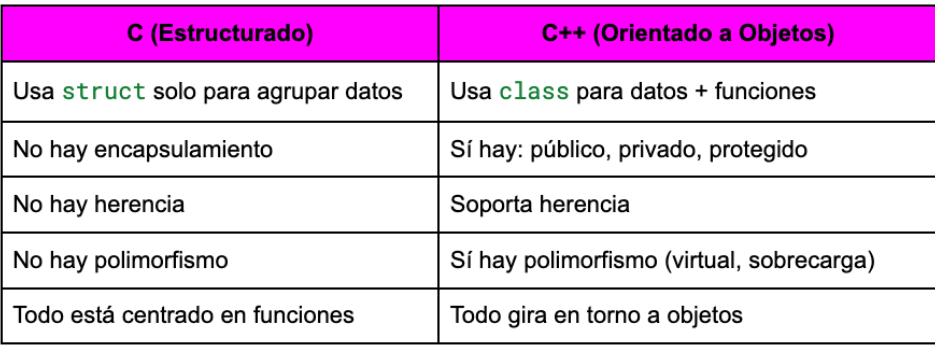 C (Estructurado) C++ (Orientado a Objetos)
Usa struct solo para agrupar datos Usa class para datos + funciones
No hay encapsulamiento Sí hay: público, privado, protegido
No hay herencia Soporta herencia
No hay polimorfismo Sí hay polimorfismo (virtual, sobrecarga)
Todo está centrado en funciones Todo gira en torno a objetos